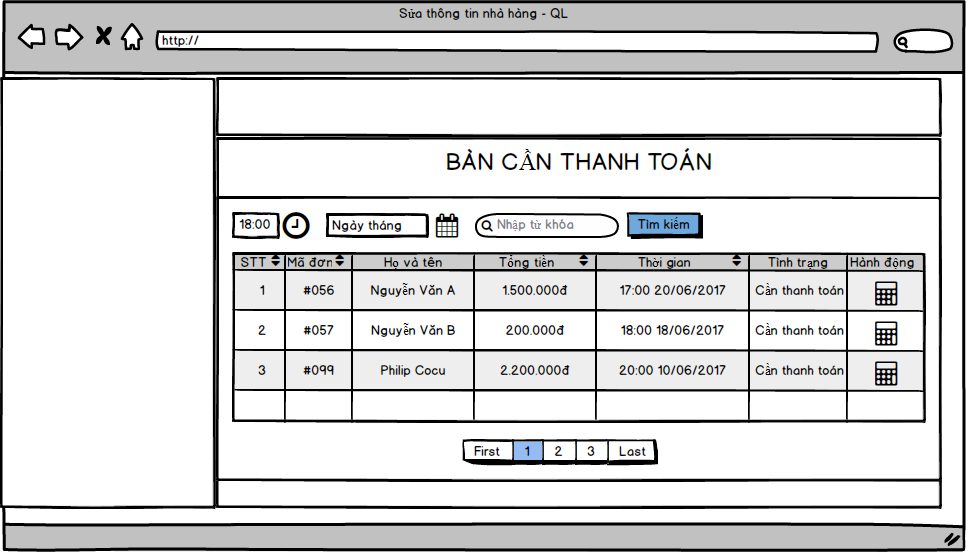 Sửa thông tin nhà hàng - QL
http://
BÀN CẦN THANH TOÁN
18:00 Ngày tháng Nhập từ khóa Tìm kiếm
STT Mã đơn Họ và tên Tổng tiền Thời gian Tình trạng Hành động
1 #056 Nguyễn Văn A 1.500.000đ 17:00 20/06/2017 Cần thanh toán
2 #057 Nguyễn Văn B 200.000đ 18:00 18/06/2017 Cần thanh toán
3 #099 Philip Cocu 2.200.000đ 20:00 10/06/2017 Cần thanh toán
First 1 2 3 Last